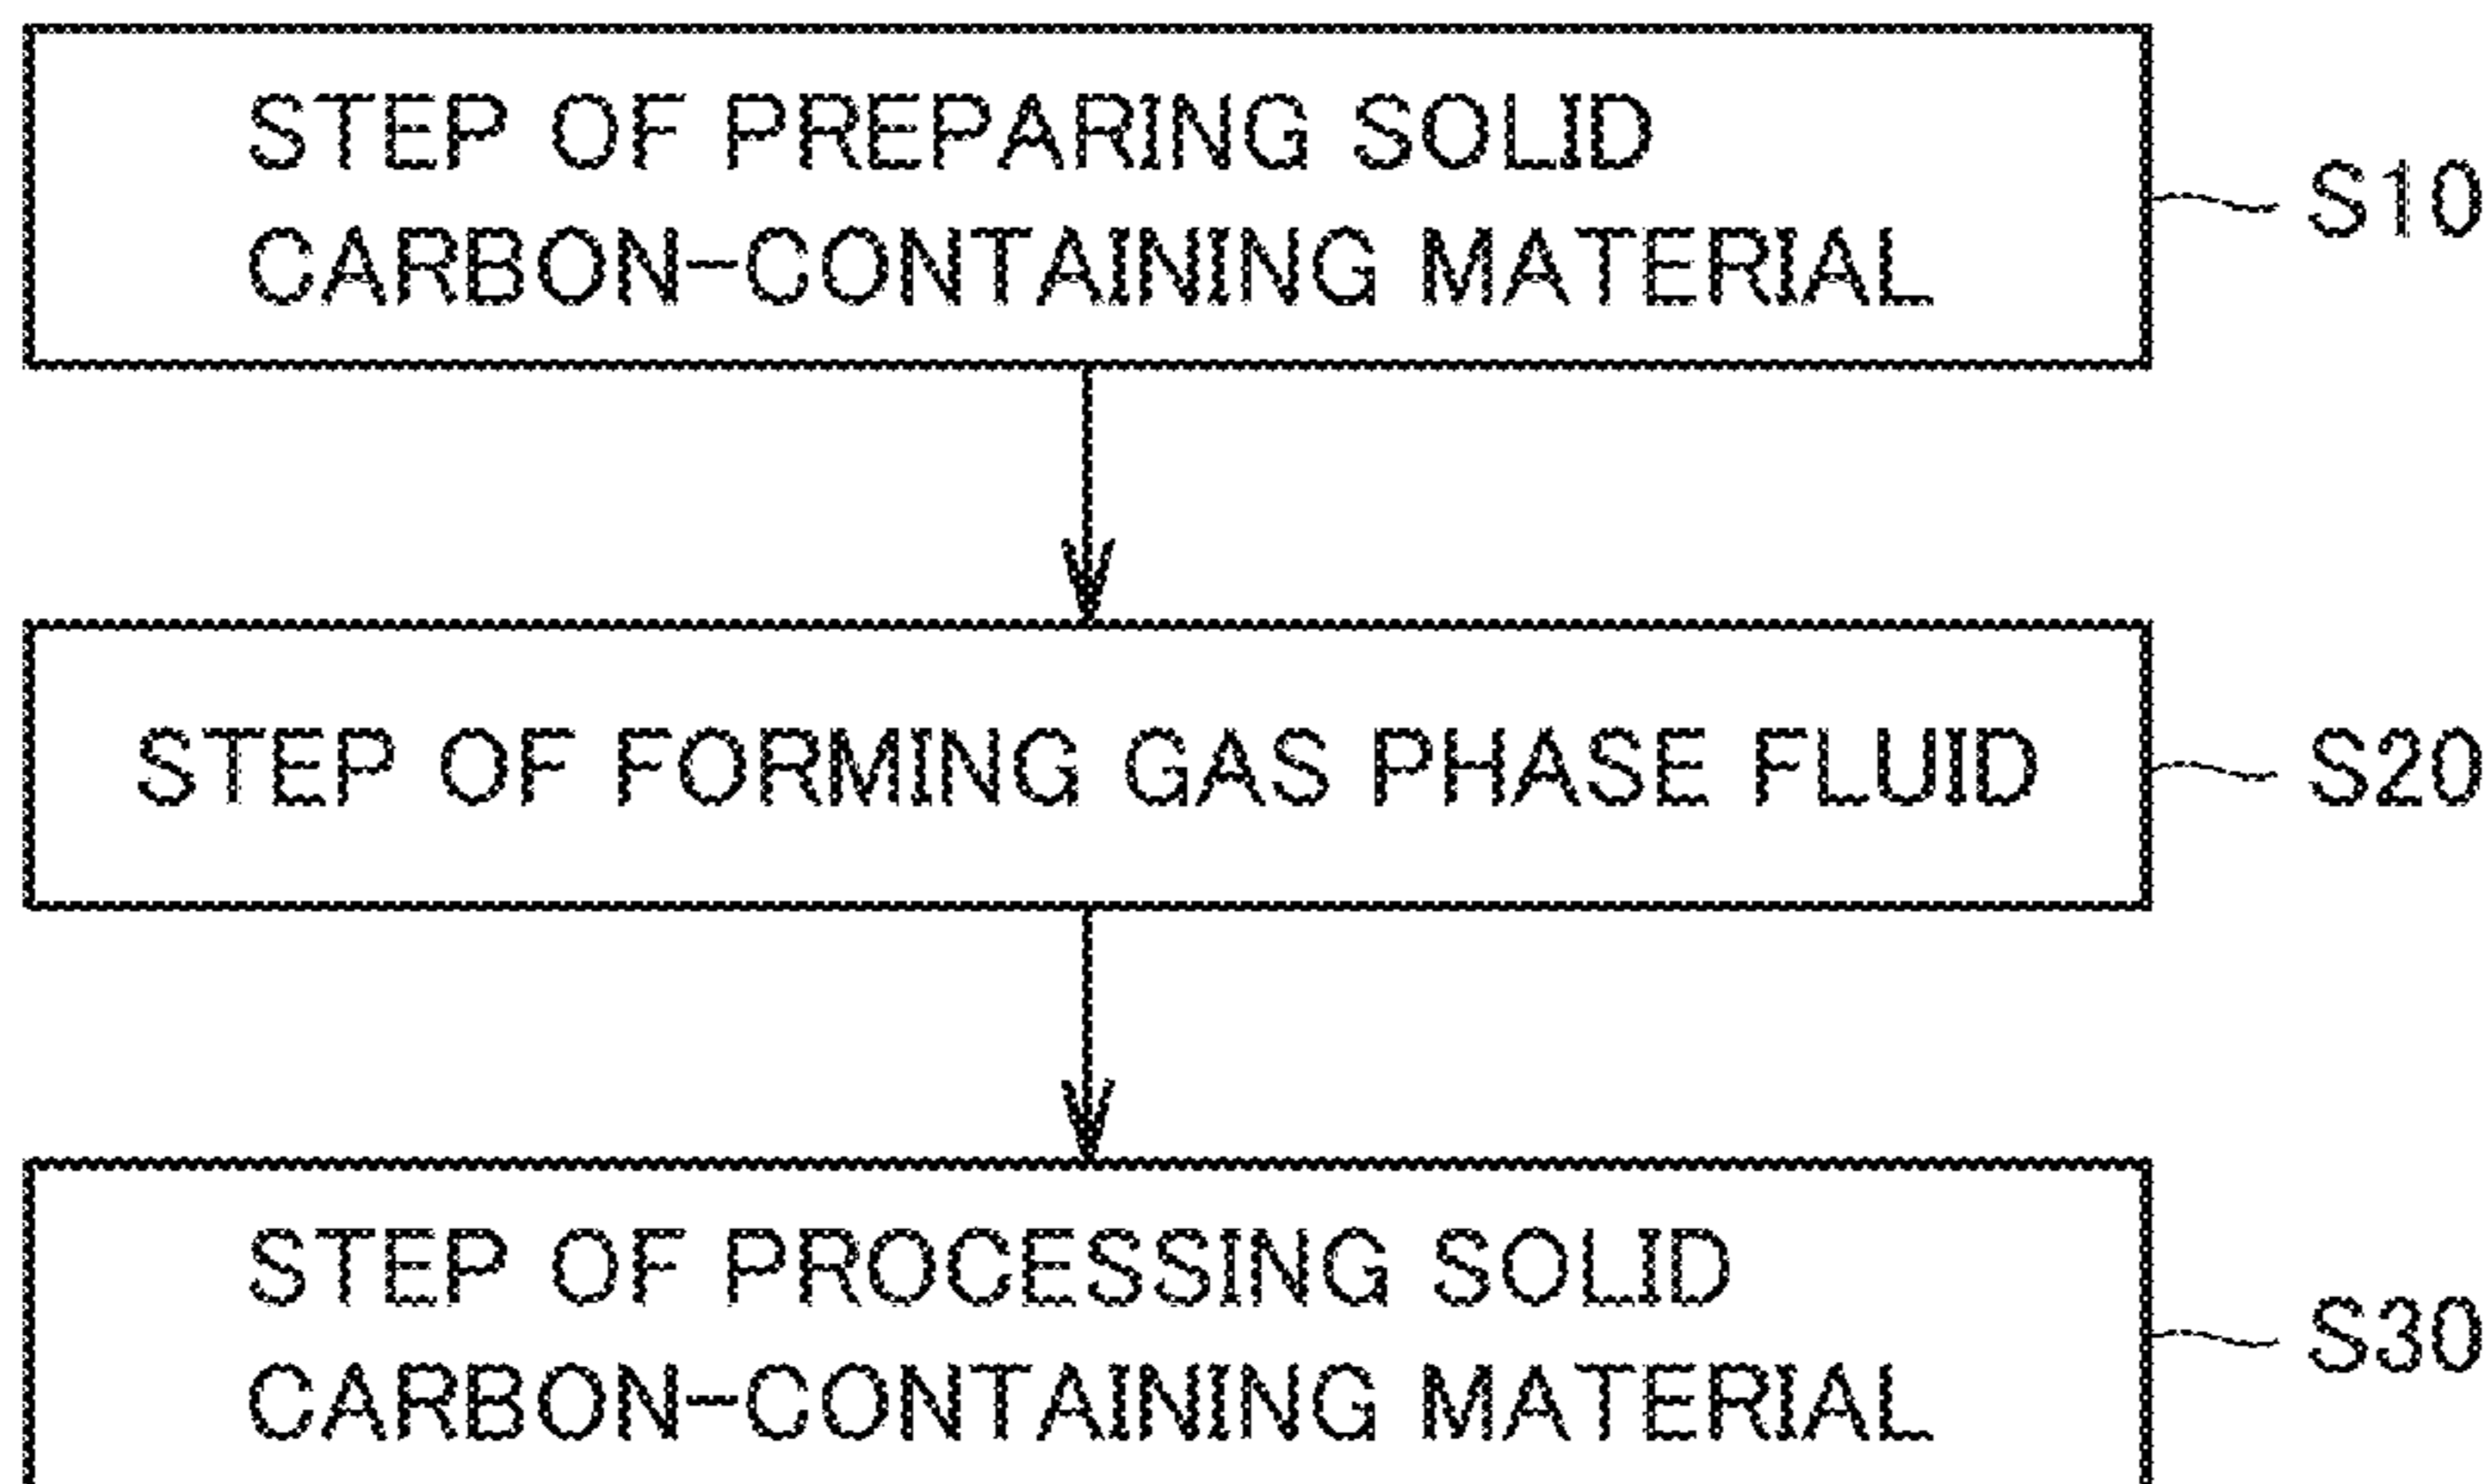 STEP OF PREPARING SOLID
CARBON-CONTAINING MATERIAL
S10
STEP OF FORMING GAS PHASE FLUID
S20
STEP OF PROCESSING SOLID
CARBON-CONTAINING MATERIAL
S30